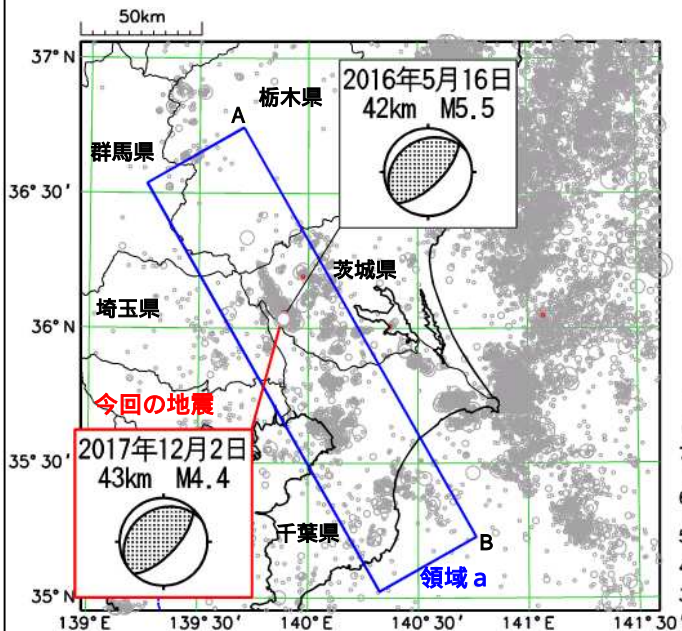 50km
37°N
栃木県
2016年5月16日
42km M5.5
A
群馬県
36°30′
茨城県
埼玉県
36°N
今回の地震
2017年12月2日
43km M4.4
35°30′
千葉県
B
領域a
35°N
139°E
139°30′
140°E
140°30′
141°E
141°30′